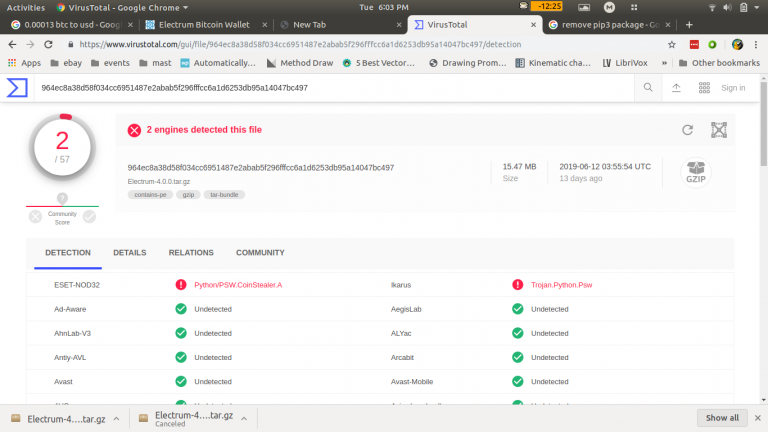 Activities VirusTotal - Google Chrome Tue 6:03 PM -12:25
0.00013 btc to usd - Goog Electrum Bitcoin Wallet New Tab VirusTotal remove pip3 package - Go
https://www.virustotal.com/gui/file/964ec8a38d58f034cc6951487e2abab5f296fffcc6a1d6253db95a14047bc497/detection
Apps ebay events mast Automatically... Method Draw 5 Best Vector... Drawing Prom... Kinematic char... LV LibriVox » Other bookmarks
964ec8a38d58f034cc6951487e2abab5f296fffcc6a1d6253db95a14047bc497 Sign in
2
/ 57
2 engines detected this file
964ec8a38d58f034cc6951487e2abab5f296fffcc6a1d6253db95a14047bc497
Electrum-4.0.0.tar.gz
contains-pe gzip tar-bundle
15.47 MB
Size
2019-06-12 03:55:54 UTC
13 days ago
GZIP
?
Community
Score
DETECTION DETAILS RELATIONS COMMUNITY
ESET-NOD32 Python/PSW.CoinStealer.A Ikarus Trojan.Python.Psw
Ad-Aware Undetected AegisLab Undetected
AhnLab-V3 Undetected ALYac Undetected
Antiy-AVL Undetected Arcabit Undetected
Avast Undetected Avast-Mobile Undetected
Electrum-4....tar.gz
Electrum-4....tar.gz
Canceled
Show all